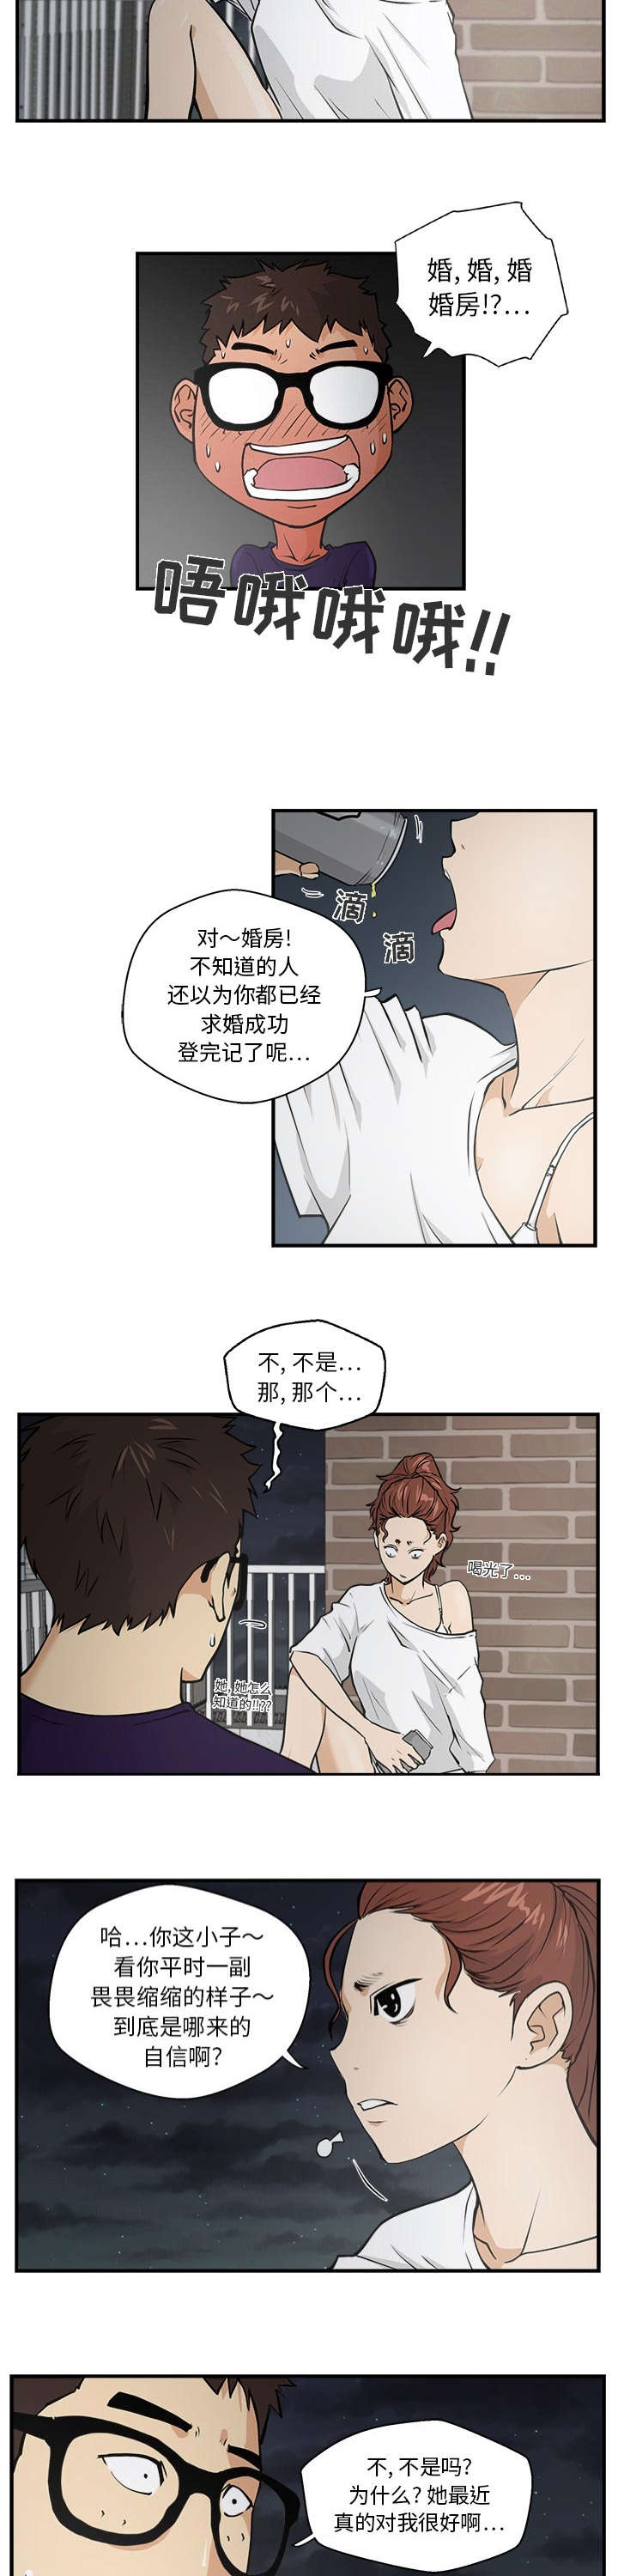 婚, 婚, 婚
婚房!?...
唔哦哦哦!!
滴
滴
对～婚房!
不知道的人
还以为你都已经
求婚成功
登完记了呢...
不, 不是...
那, 那个...
喝光了...
她, 她怎么
知道的!!??
哈...你这小子～
看你平时一副
畏畏缩缩的样子～
到底是哪来的
自信啊?
不, 不是吗?
为什么? 她最近
真的对我很好啊...